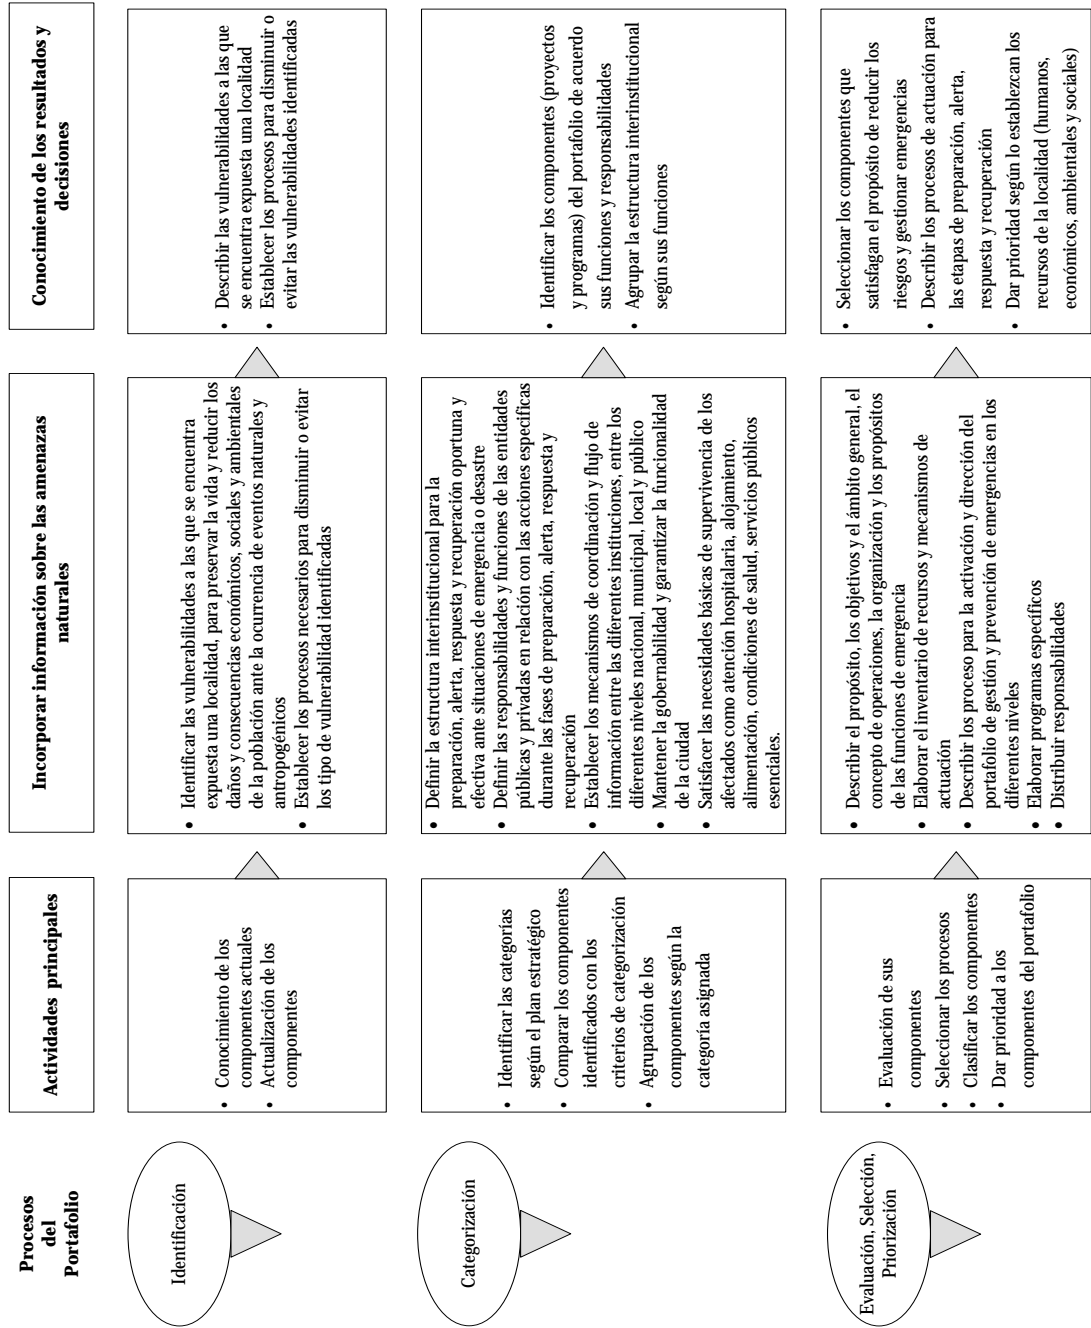 Procesos
del
Portafolio
Actividades principales
Incorporar información sobre las amenazas
naturales
Conocimiento de los resultados y
decisiones
Identificación
• Conocimiento de los
componentes actuales
• Actualización de los
componentes
• Identificar las vulnerabilidades a las que se encuentra
expuesta una localidad, para preservar la vida y reducir los
daños y consecuencias económicos, sociales y ambientales
de la población ante la ocurrencia de eventos naturales y
antropogénicos
• Establecer los procesos necesarios para disminuir o evitar
los tipo de vulnerabilidad identificadas
• Describir las vulnerabilidades a las que
se encuentra expuesta una localidad
• Establecer los procesos para disminuir o
evitar las vulnerabilidades identificadas
Categorización
• Identificar las categorías
según el plan estratégico
• Comparar los componentes
identificados con los
criterios de categorización
• Agrupación de los
componentes según la
categoría asignada
• Definir la estructura interinstitucional para la
preparación, alerta, respuesta y recuperación oportuna y
efectiva ante situaciones de emergencia o desastre
• Definir las responsabilidades y funciones de las entidades
públicas y privadas en relación con las acciones específicas
durante las fases de preparación, alerta, respuesta y
recuperación
• Establecer los mecanismos de coordinación y flujo de
información entre las diferentes instituciones, entre los
diferentes niveles nacional, municipal, local y público
• Mantener la gobernabilidad y garantizar la funcionalidad
de la ciudad
• Satisfacer las necesidades básicas de supervivencia de los
afectados como atención hospitalaria, alojamiento,
alimentación, condiciones de salud, servicios públicos
esenciales.
• Identificar los componentes (proyectos
y programas) del portafolio de acuerdo
sus funciones y responsabilidades
• Agrupar la estructura interinstitucional
según sus funciones
Evaluación, Selección,
Priorización
• Evaluación de sus
componentes
• Seleccionar los procesos
• Clasificar los componentes
• Dar prioridad a los
componentes del portafolio
• Describir el propósito, los objetivos y el ámbito general, el
concepto de operaciones, la organización y los propósitos
de las funciones de emergencia
• Elaborar el inventario de recursos y mecanismos de
actuación
• Describir los proceso para la activación y dirección del
portafolio de gestión y prevención de emergencias en los
diferentes niveles
• Elaborar programas específicos
• Distribuir responsabilidades
• Seleccionar los componentes que
satisfagan el propósito de reducir los
riesgos y gestionar emergencias
• Describir los procesos de actuación para
las etapas de preparación, alerta,
respuesta y recuperación
• Dar prioridad según lo establezcan los
recursos de la localidad (humanos,
económicos, ambientales y sociales)